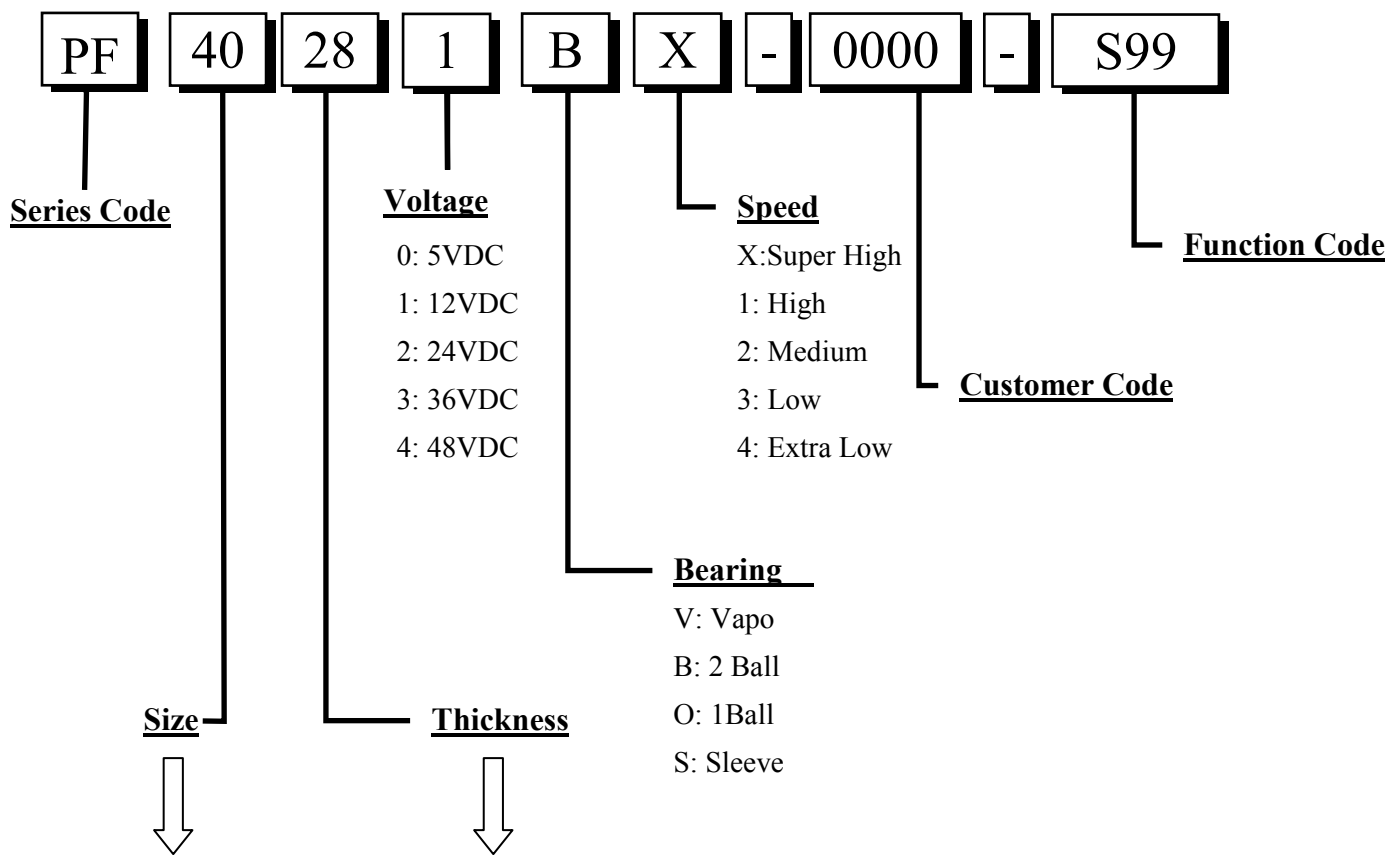 PF 40 28 1 B X - 0000 - S99
Series Code
Voltage
0: 5VDC
1: 12VDC
2: 24VDC
3: 36VDC
4: 48VDC
Speed
X:Super High
1: High
2: Medium
3: Low
4: Extra Low
Function Code
Customer Code
Bearing
V: Vapo
B: 2 Ball
O: 1Ball
S: Sleeve
Size
Thickness